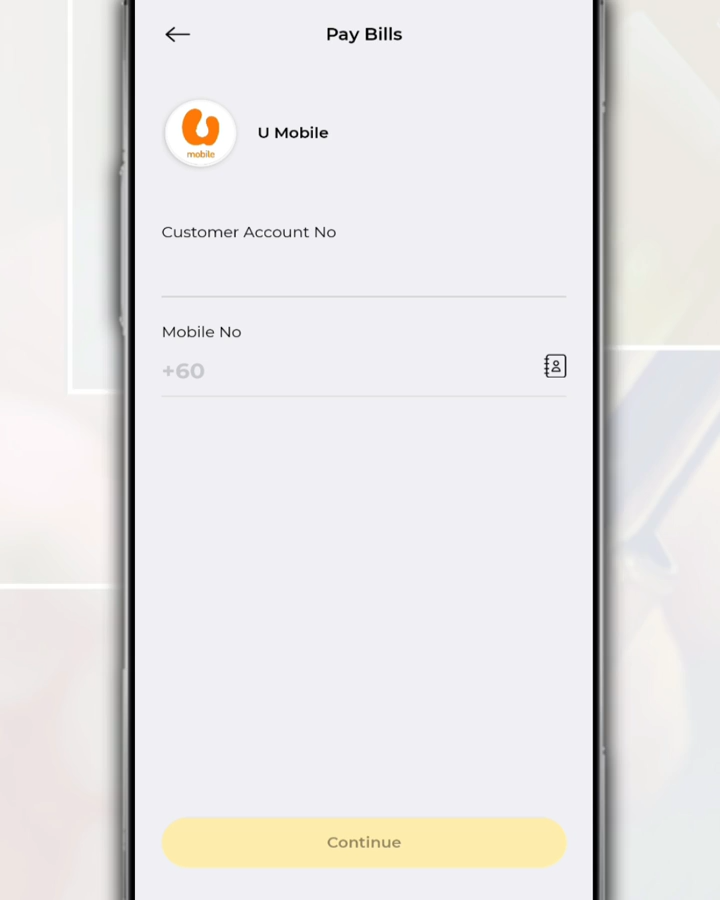 Pay Bills
mobile
U Mobile
Customer Account No
Mobile No
+60
Continue